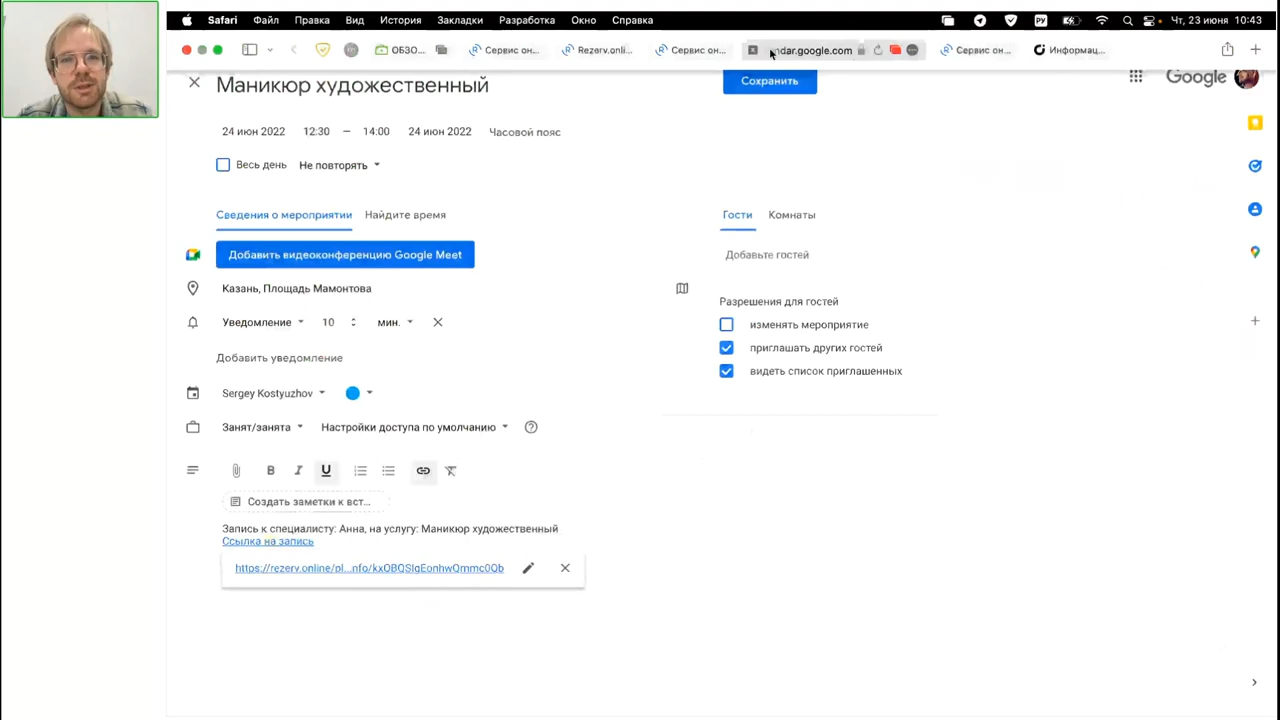 Safari Файл Правка Вид История Закладки Разработка Окно Справка РУ Чт, 23 июня 10:43
ОБЗО... Сервис он... Rezerv.onli... Сервис он... ndar.google.com Сервис он... Информац...
Маникюр художественный Сохранить Google
24 июн 2022 12:30 — 14:00 24 июн 2022 Часовой пояс
Весь день Не повторять
Сведения о мероприятии Найдите время Гости Комнаты
Добавить видеоконференцию Google Meet Добавьте гостей
Казань, Площадь Мамонтова
Разрешения для гостей
Уведомление 10 мин. изменять мероприятие
приглашать других гостей
Добавить уведомление
видеть список приглашенных
Sergey Kostyuzhov
Занят/занята Настройки доступа по умолчанию
B I U
Создать заметки к вст...
Запись к специалисту: Анна, на услугу: Маникюр художественный
Ссылка на запись
https://rezerv.online/pl...nfo/kxOBQSIgEonhwQmmc0Qb